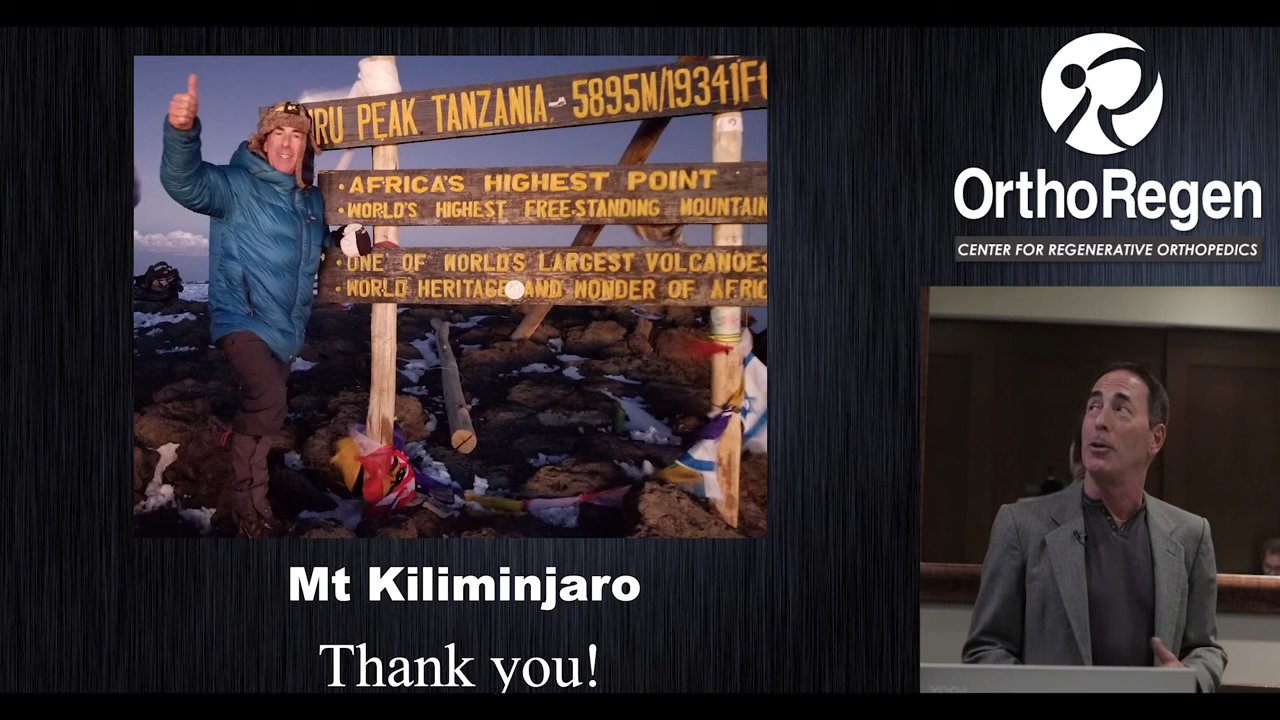 RU PEAK TANZANIA 5895M/19341F
• AFRICA'S HIGHEST POINT
• WORLD'S HIGHEST FREE-STANDING MOUNTAIN
• ONE OF WORLD'S LARGEST VOLCANOES
• WORLD HERITAGE AND WONDER OF AFRIC
Mt Kiliminjaro
Thank you!
OrthoRegen
CENTER FOR REGENERATIVE ORTHOPEDICS